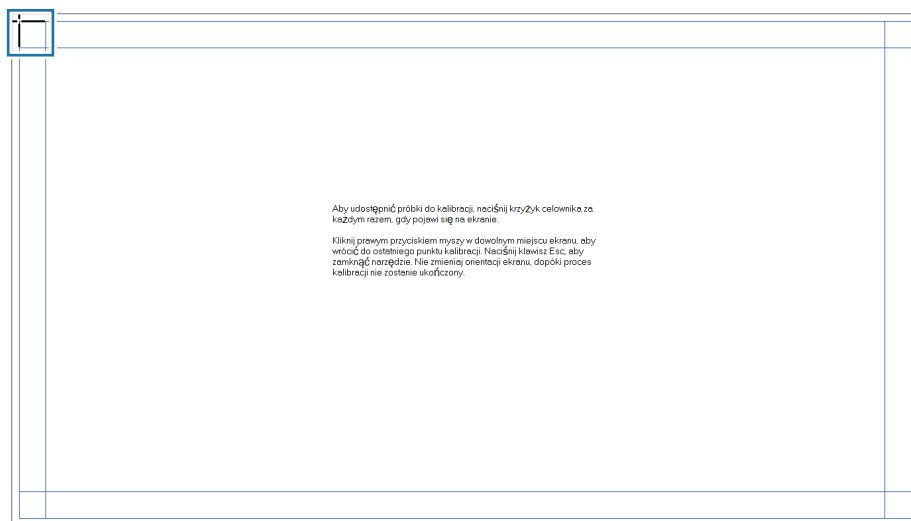 Aby udostępnić próbki do kalibracji, naciśnij krzyżyk celownika za
każdym razem, gdy pojawi się na ekranie.
Kliknij prawym przyciskiem myszy w dowolnym miejscu ekranu, aby
wrócić do ostatniego punktu kalibracji. Naciśnij klawisz Esc, aby
zamknąć narzędzie. Nie zmieniaj orientacji ekranu, dopóki proces
kalibracji nie zostanie ukończony.